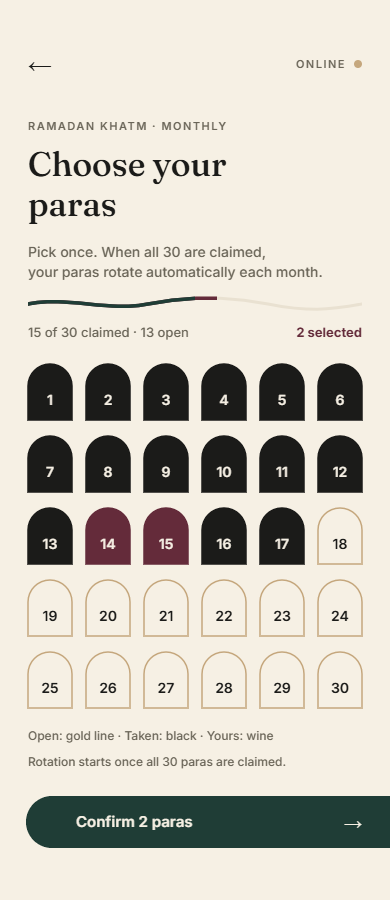 ←
ONLINE
RAMADAN KHATM · MONTHLY
Choose your
paras
Pick once. When all 30 are claimed,
your paras rotate automatically each month.
15 of 30 claimed · 13 open
2 selected
1 2 3 4 5 6
7 8 9 10 11 12
13 14 15 16 17 18
19 20 21 22 23 24
25 26 27 28 29 30
Open: gold line · Taken: black · Yours: wine
Rotation starts once all 30 paras are claimed.
Confirm 2 paras →